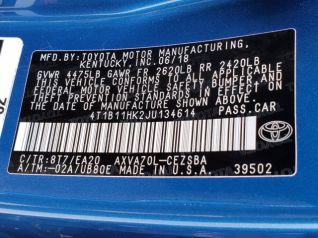 MFD. BY: TOYOTA MOTOR MANUFACTURING,
KENTUCKY, INC. 06/18
GVWR 4475LB GAWR FR 2620LB RR 2420LB
THIS VEHICLE CONFORMS TO ALL APPLICABLE
FEDERAL MOTOR VEHICLE SAFETY, BUMPER AND
THEFT PREVENTION STANDARDS IN EFFECT ON
THE DATE OF MANUFACTURE SHOWN ABOVE.
4T1B11HK2JU134614
PASS. CAR
C/TR: 8T7/EA20 AXVA70L-CEZSBA
A/TM: -02A/UB80E MADE IN U.S.A.
TOYOTA
39502